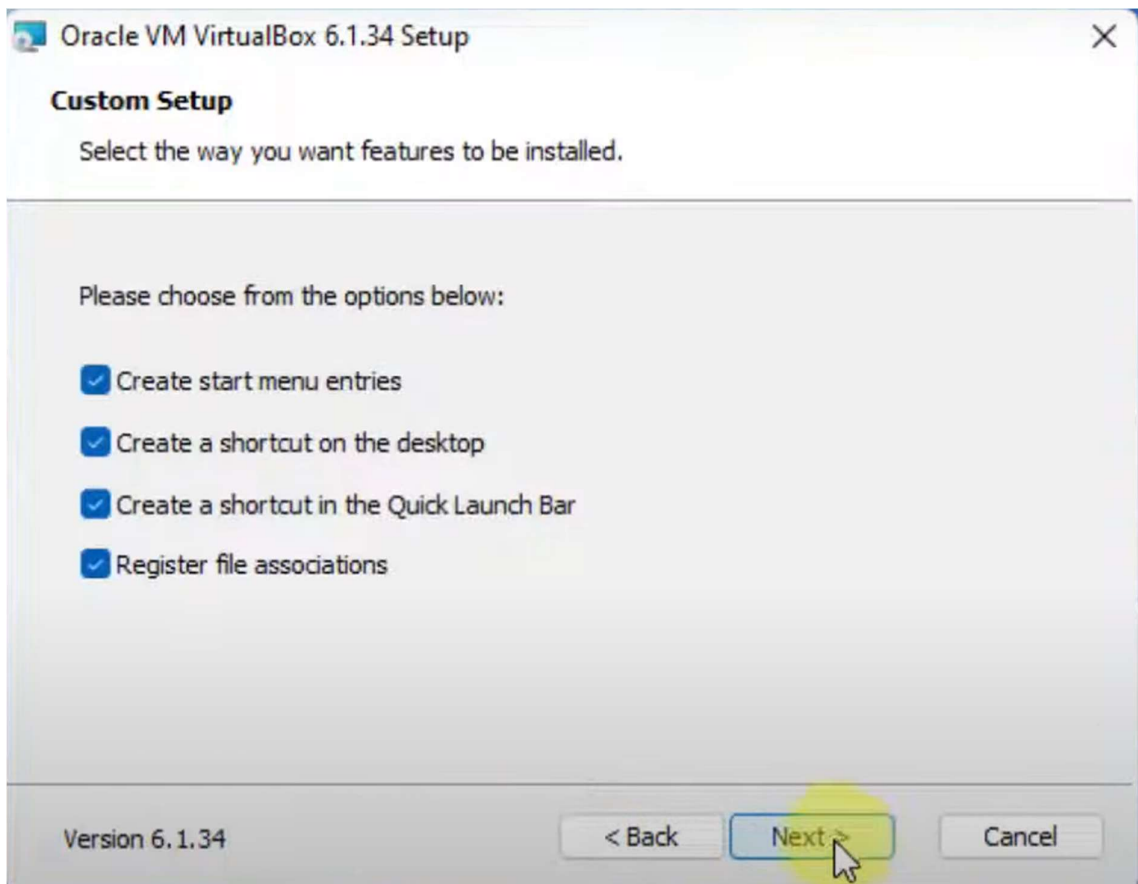 Oracle VM VirtualBox 6.1.34 Setup
Custom Setup
Select the way you want features to be installed.
Please choose from the options below:
Create start menu entries
Create a shortcut on the desktop
Create a shortcut in the Quick Launch Bar
Register file associations
Version 6.1.34
< Back
Next >
Cancel